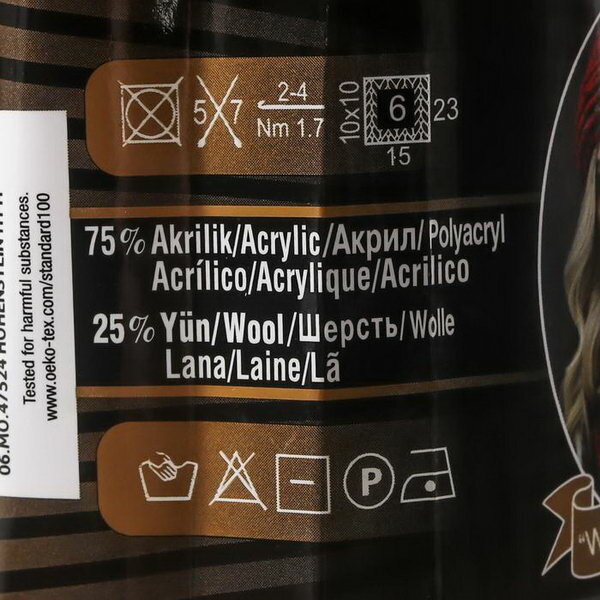 5 7
2-4
Nm 1.7
10x10
6
23
15
Tested for harmful substances.
www.oeko-tex.com/standard100
75% Akrilik/Acrylic/Акрил/Polyacryl
Acrílico/Acrylique/Acrilico
25% Yün/Wool/Шерсть/Wolle
Lana/Laine/Lã
P
"W